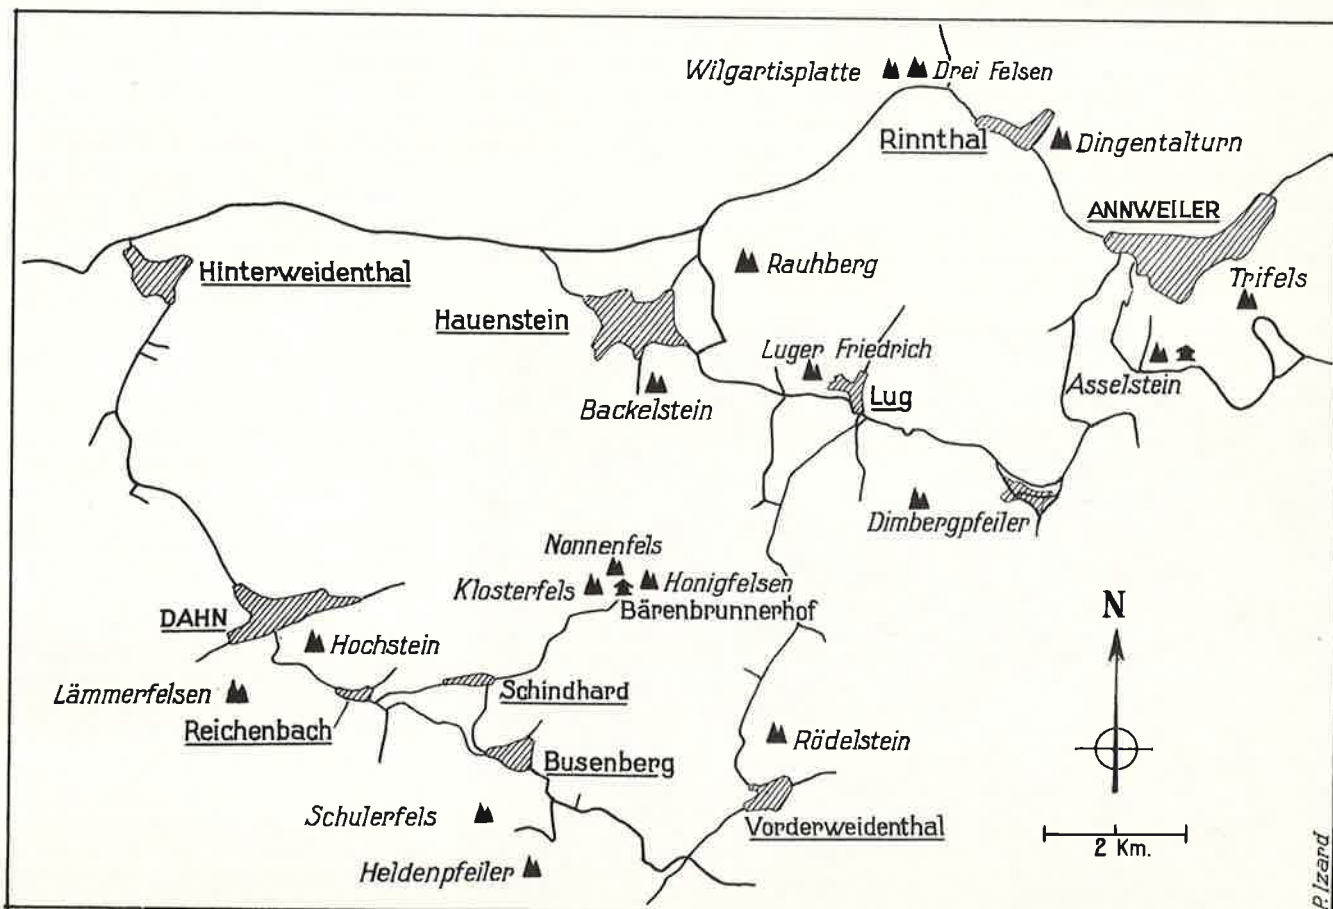 Wilgartisplatte
Drei Felsen
Rinnthal
Dingentalturn
ANNWEILER
Hinterweidenthal
Rauhberg
Trifels
Hauenstein
Luger Friedrich
Asselstein
Backelstein
Lug
Dimbergpfeiler
Nonnenfels
Klosterfels
Honigfelsen
Bärenbrunnerhof
DAHN
Hochstein
N
Lämmerfelsen
Schindhard
Reichenbach
Rödelstein
Busenberg
Schulerfels
Vorderweidenthal
2 Km.
Heldenpfeiler
P. Izard